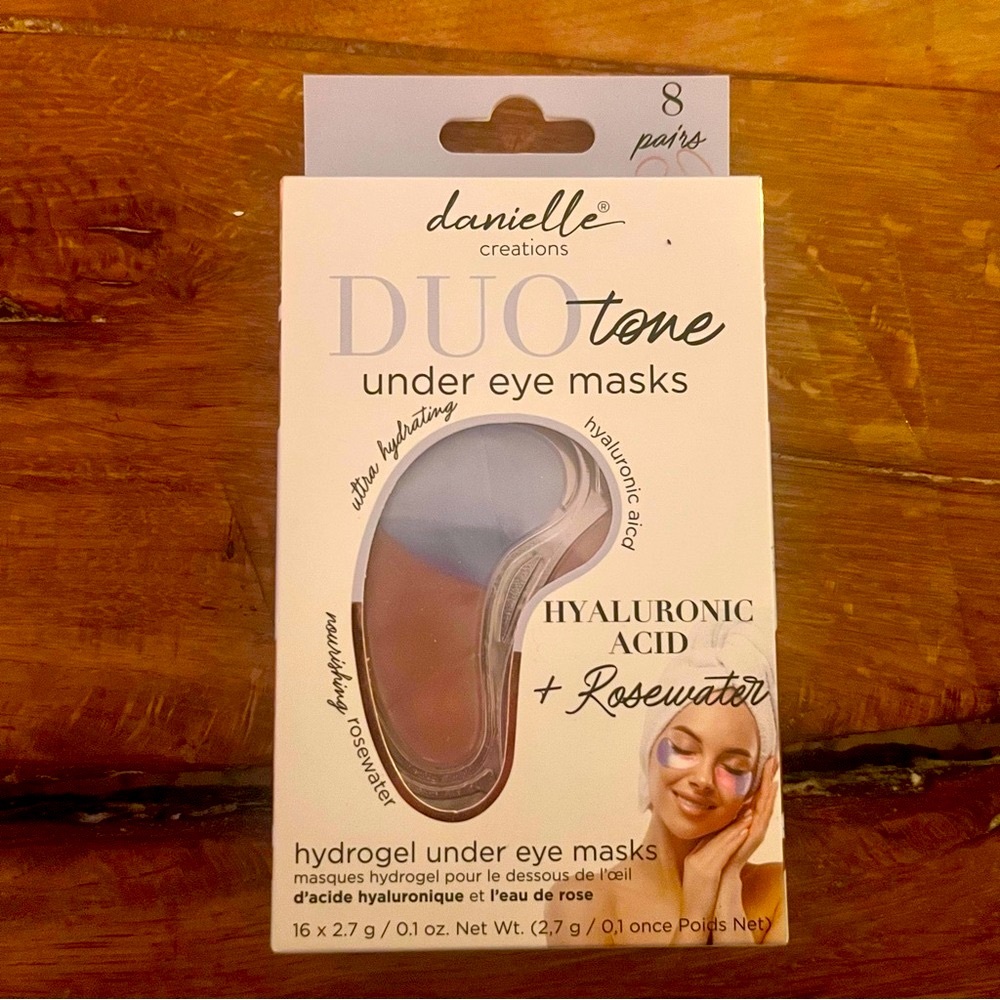 8
pairs
danielle®
creations
DUO tone
under eye masks
ultra hydrating
hyaluronic aicd
nourishing rosewater
HYALURONIC
ACID
+ Rosewater
hydrogel under eye masks
masques hydrogel pour le dessous de l'œil
d'acide hyaluronique et l'eau de rose
16 x 2.7 g / 0.1 oz. Net Wt. (2,7 g / 0,1 once Poids Net)